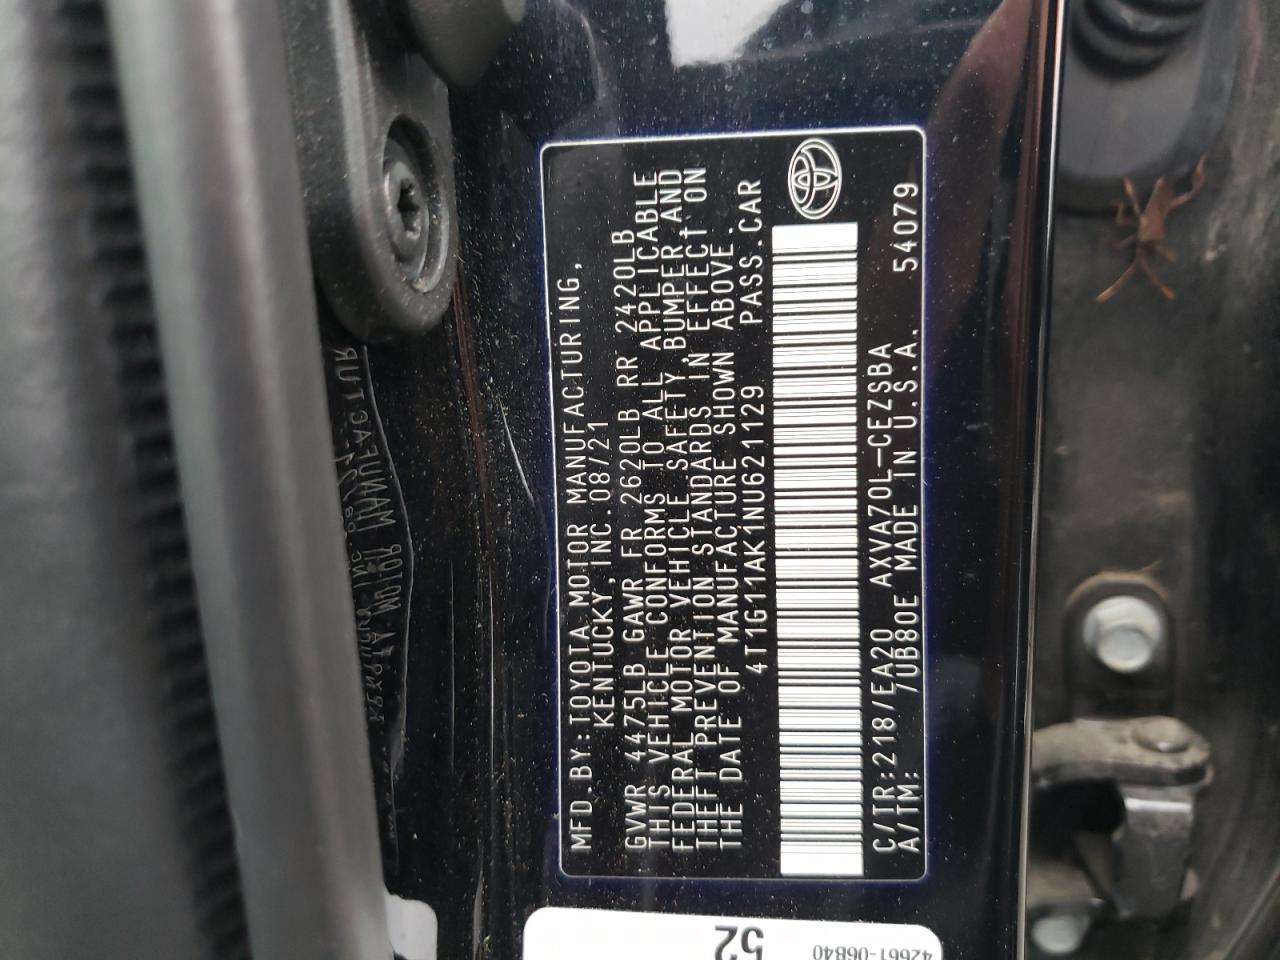 MFD. BY: TOYOTA MOTOR MANUFACTURING,
KENTUCKY, INC. 08/21
GVWR 4475LB GAWR FR 2620LB RR 2420LB
THIS VEHICLE CONFORMS TO ALL APPLICABLE
FEDERAL MOTOR VEHICLE SAFETY, BUMPER AND
THEFT PREVENTION STANDARDS IN EFFECT ON
THE DATE OF MANUFACTURE SHOWN ABOVE.
4T1G11AK1NU621129 PASS. CAR
C/TR: 218/EA20 AXVA70L-CEZSBA
A/TM: 7UB80E MADE IN U.S.A. 54079
52
42661-06B40
MOTOR MANUFACTUR